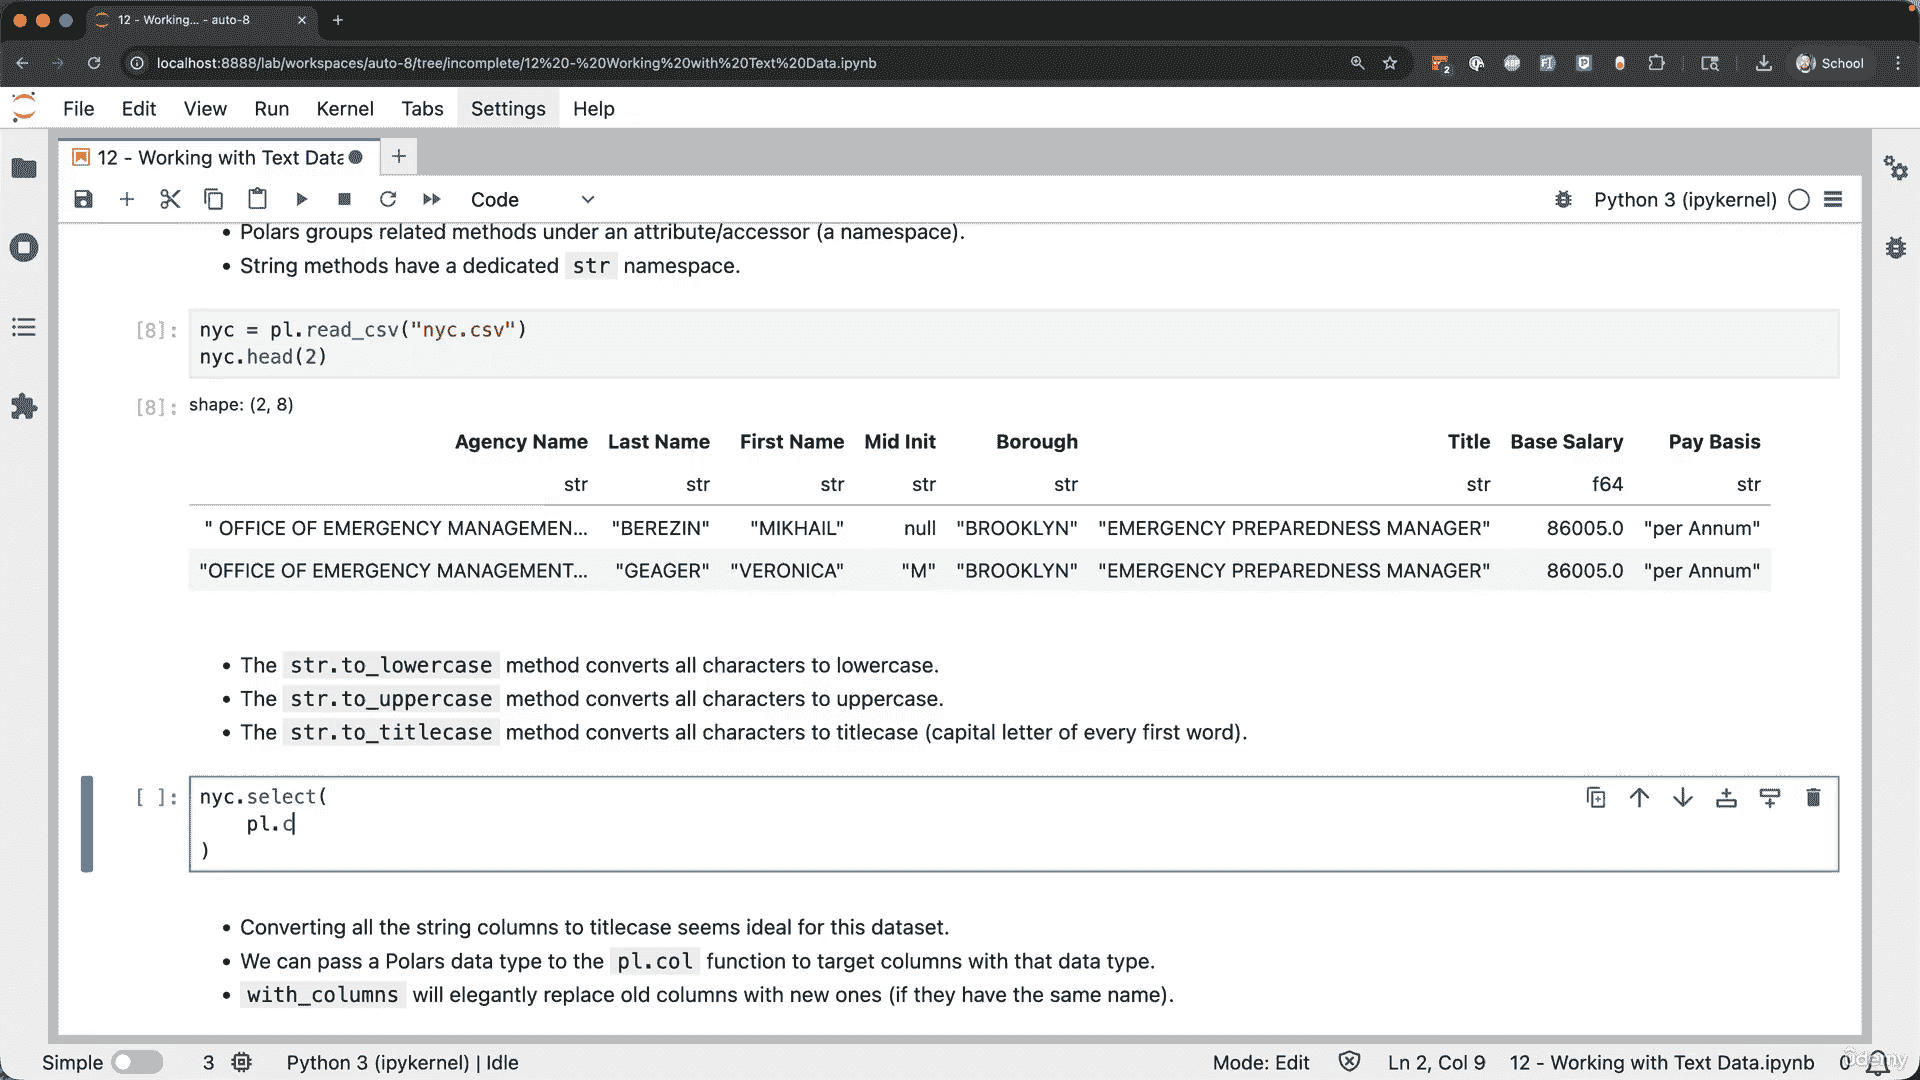 12 - Working... - auto-8
localhost:8888/lab/workspaces/auto-8/tree/incomplete/12%20-%20Working%20with%20Text%20Data.ipynb
2
ABP
School
File Edit View Run Kernel Tabs Settings Help
12 - Working with Text Data
Code
Python 3 (ipykernel)
• Polars groups related methods under an attribute/accessor (a namespace).
• String methods have a dedicated str namespace.
[8]: nyc = pl.read_csv("nyc.csv")
nyc.head(2)
[8]: shape: (2, 8)
Agency Name Last Name First Name Mid Init Borough Title Base Salary Pay Basis
str str str str str str f64 str
" OFFICE OF EMERGENCY MANAGEMEN… "BEREZIN" "MIKHAIL" null "BROOKLYN" "EMERGENCY PREPAREDNESS MANAGER" 86005.0 "per Annum"
"OFFICE OF EMERGENCY MANAGEMENT… "GEAGER" "VERONICA" "M" "BROOKLYN" "EMERGENCY PREPAREDNESS MANAGER" 86005.0 "per Annum"
• The str.to_lowercase method converts all characters to lowercase.
• The str.to_uppercase method converts all characters to uppercase.
• The str.to_titlecase method converts all characters to titlecase (capital letter of every first word).
[ ]: nyc.select(
pl.c
)
• Converting all the string columns to titlecase seems ideal for this dataset.
• We can pass a Polars data type to the pl.col function to target columns with that data type.
• with_columns will elegantly replace old columns with new ones (if they have the same name).
Simple 3 Python 3 (ipykernel) | Idle Mode: Edit Ln 2, Col 9 12 - Working with Text Data.ipynb 0
udemy